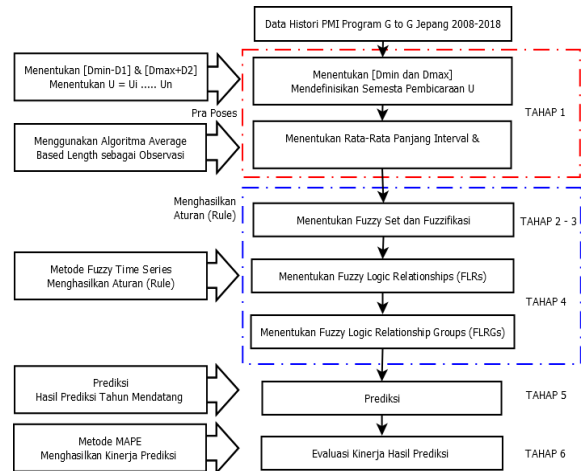 Data Histori PMI Program G to G Jepang 2008-2018
Menentukan [Dmin-D1] & [Dmax+D2]
Menentukan U = Ui ..... Un
Menentukan [Dmin dan Dmax]
Mendefinisikan Semesta Pembicaraan U
TAHAP 1
Pra Poses
Menggunakan Algoritma Average
Based Length sebagai Observasi
Menentukan Rata-Rata Panjang Interval &
Menghasilkan
Aturan (Rule)
Menentukan Fuzzy Set dan Fuzzifikasi
TAHAP 2 - 3
Metode Fuzzy Time Series
Menghasilkan Aturan (Rule)
Menentukan Fuzzy Logic Relationships (FLRs)
TAHAP 4
Menentukan Fuzzy Logic Relationship Groups (FLRGs)
Prediksi
Hasil Prediksi Tahun Mendatang
Prediksi
TAHAP 5
Metode MAPE
Menghasilkan Kinerja Prediksi
Evaluasi Kinerja Hasil Prediksi
TAHAP 6